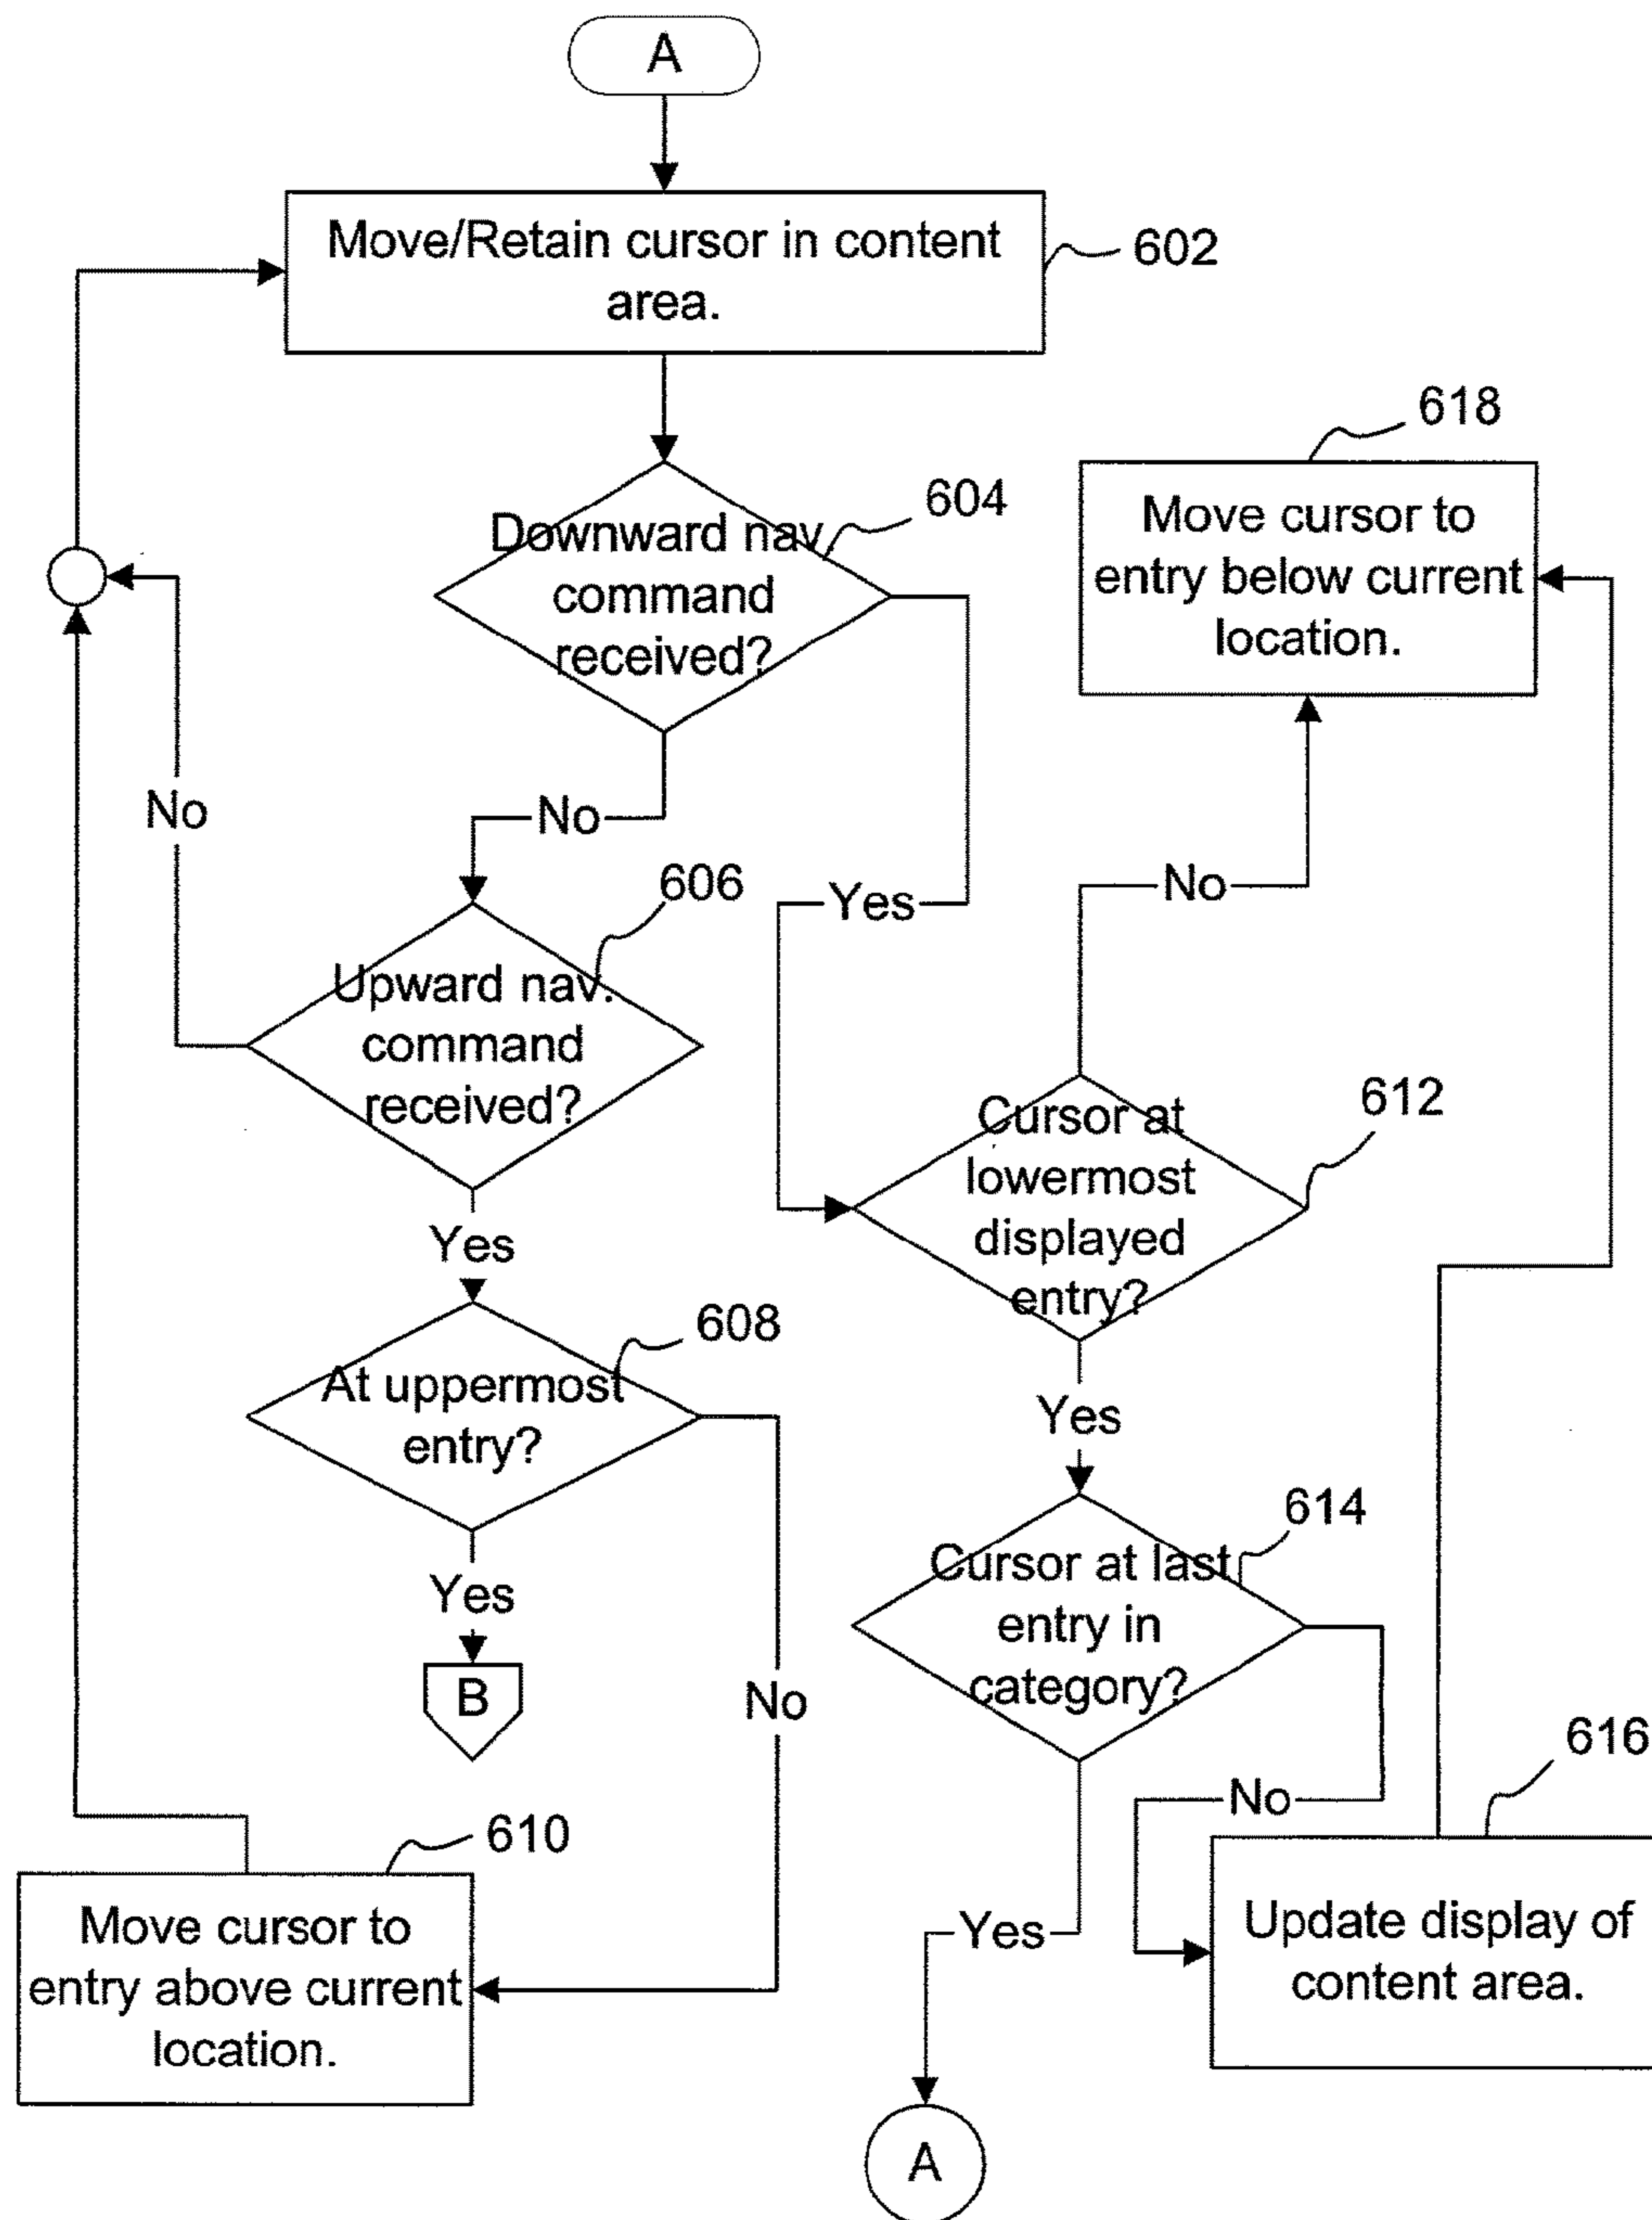 A
Move/Retain cursor in content
area.
602
618
Move cursor to
entry below current
location.
604
Downward nav.
command
received?
No
No
Yes
No
606
Upward nav.
command
received?
612
Cursor at
lowermost
displayed
entry?
Yes
608
At uppermost
entry?
Yes
614
Cursor at last
entry in
category?
Yes
B
No
No
616
Update display of
content area.
610
Move cursor to
entry above current
location.
Yes
A